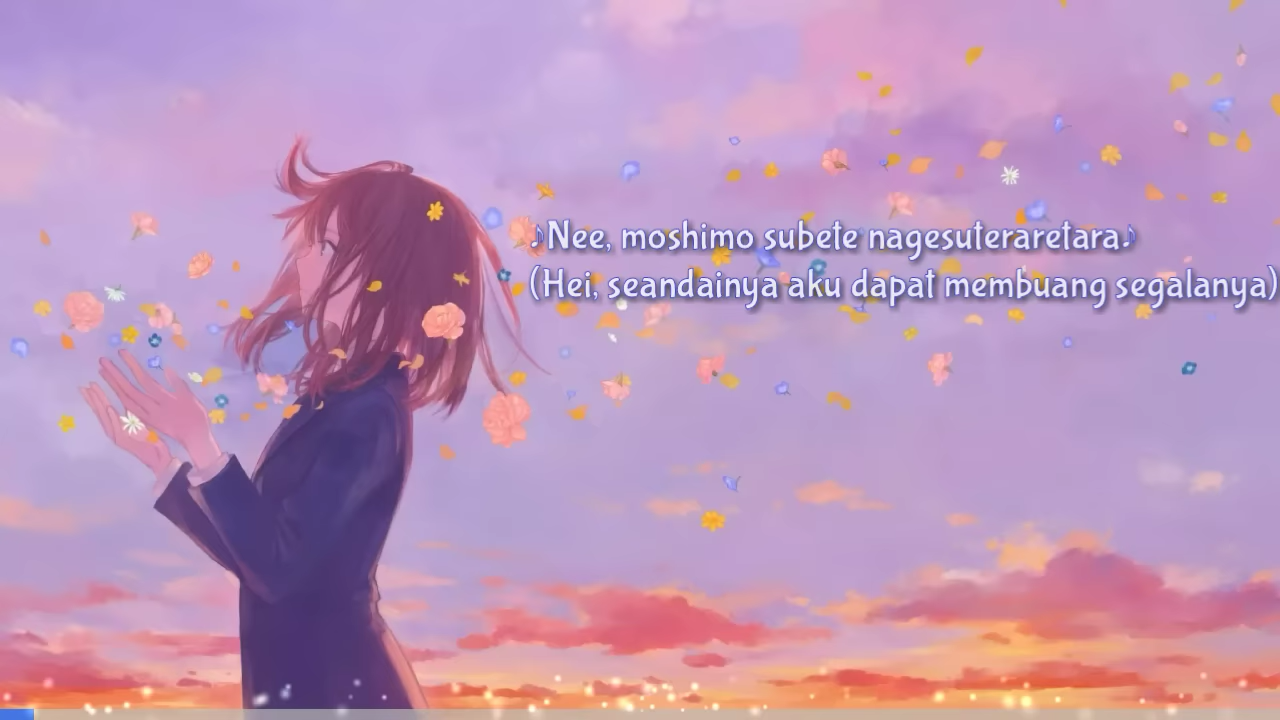 ♪Nee, moshimo subete nagesuteraretara♪
(Hei, seandainya aku dapat membuang segalanya)